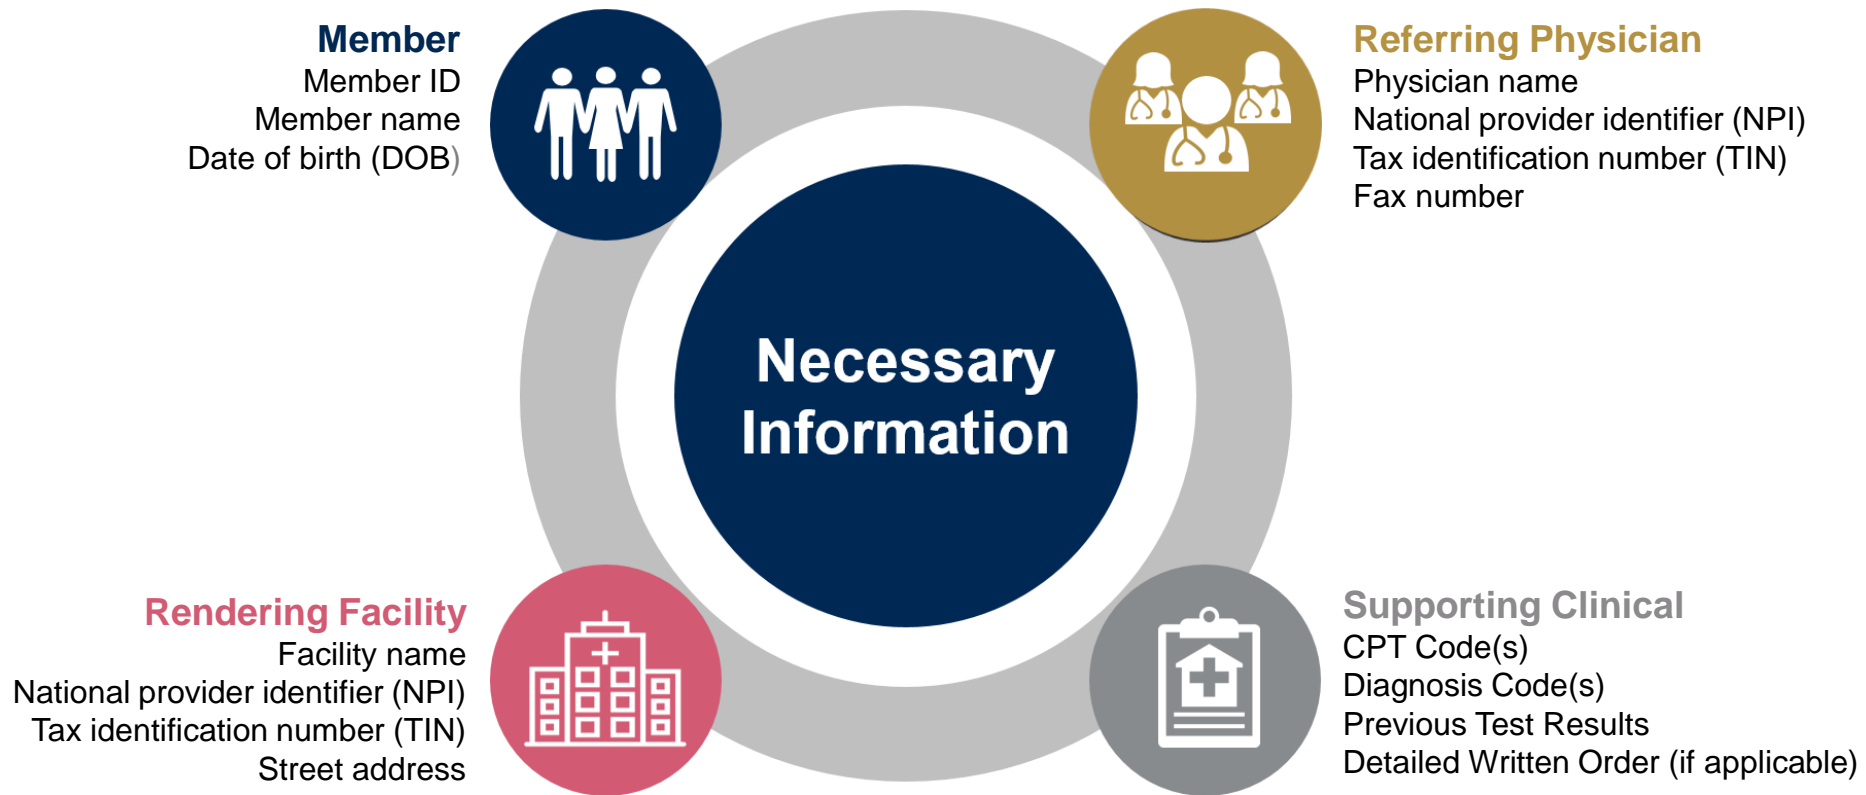 Member
Member ID
Member name
Date of birth (DOB)
Referring Physician
Physician name
National provider identifier (NPI)
Tax identification number (TIN)
Fax number
Necessary
Information
Rendering Facility
Facility name
National provider identifier (NPI)
Tax identification number (TIN)
Street address
Supporting Clinical
CPT Code(s)
Diagnosis Code(s)
Previous Test Results
Detailed Written Order (if applicable)